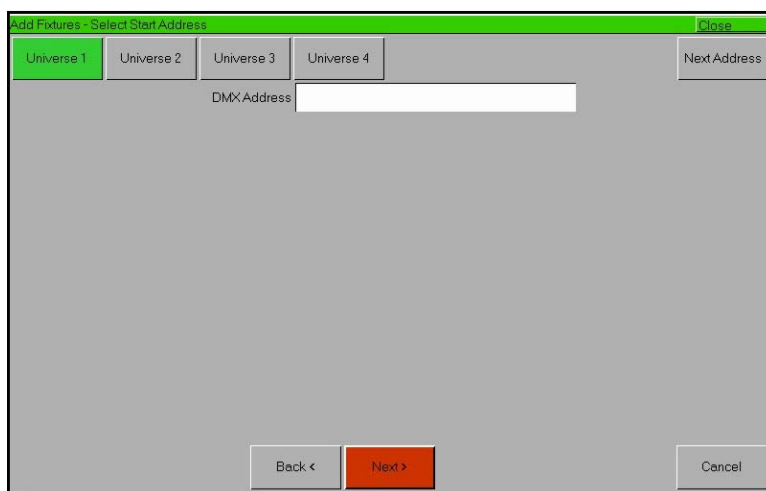 Add Fixtures - Select Start Address Close
Universe 1 Universe 2 Universe 3 Universe 4 Next Address
DMX Address
Back < Next > Cancel